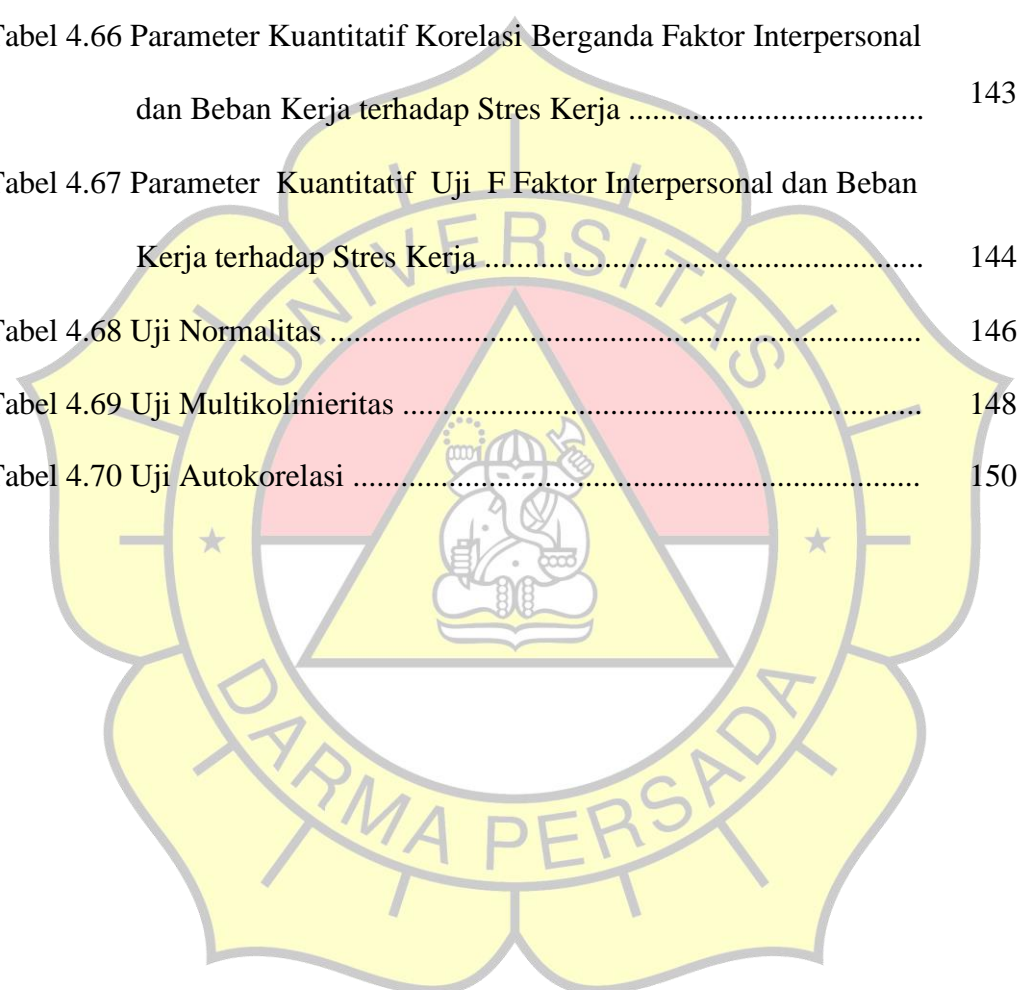 Tabel 4.66 Parameter Kuantitatif Korelasi Berganda Faktor Interpersonal
dan Beban Kerja terhadap Stres Kerja .................................. 143
Tabel 4.67 Parameter Kuantitatif Uji F Faktor Interpersonal dan Beban
Kerja terhadap Stres Kerja .................................................. 144
Tabel 4.68 Uji Normalitas .................................................................... 146
Tabel 4.69 Uji Multikolinieritas ........................................................... 148
Tabel 4.70 Uji Autokorelasi ................................................................. 150
UNIVERSITAS
DARMA PERSADA